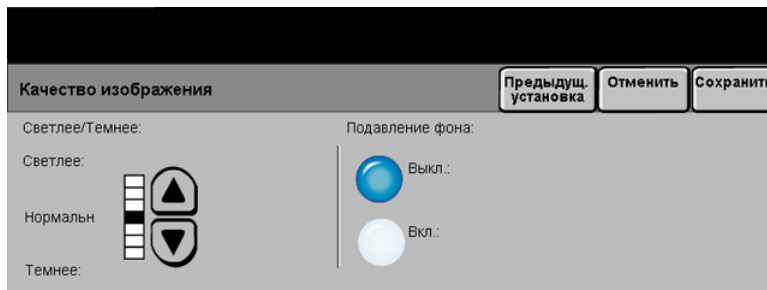 Качество изображения
Предыдущ.
установка
Отменить
Сохранить
Светлее/Темнее:
Подавление фона:
Светлее:
Выкл.:
Нормальн
Вкл.:
Темнее: